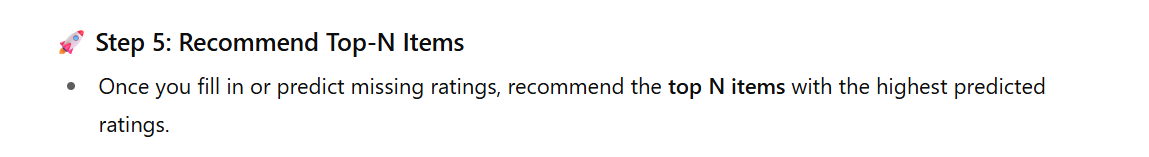 🚀 Step 5: Recommend Top-N Items
• Once you fill in or predict missing ratings, recommend the top N items with the highest predicted
ratings.